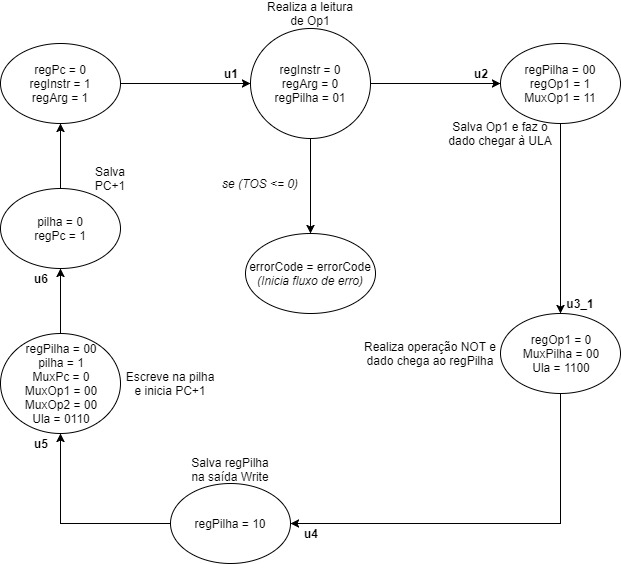 Realiza a leitura
de Op1
regPc = 0
regInstr = 1
regArg = 1
u1
regInstr = 0
regArg = 0
regPilha = 01
u2
regPilha = 00
regOp1 = 1
MuxOp1 = 11
Salva Op1 e faz o
dado chegar à ULA
Salva
PC+1
se (TOS <= 0)
pilha = 0
regPc = 1
errorCode = errorCode
(Inicia fluxo de erro)
u6
u3_1
Realiza operação NOT e
dado chega ao regPilha
regOp1 = 0
MuxPilha = 00
Ula = 1100
regPilha = 00
pilha = 1
MuxPc = 0
MuxOp1 = 00
MuxOp2 = 00
Ula = 0110
Escreve na pilha
e inicia PC+1
u5
Salva regPilha
na saída Write
regPilha = 10
u4